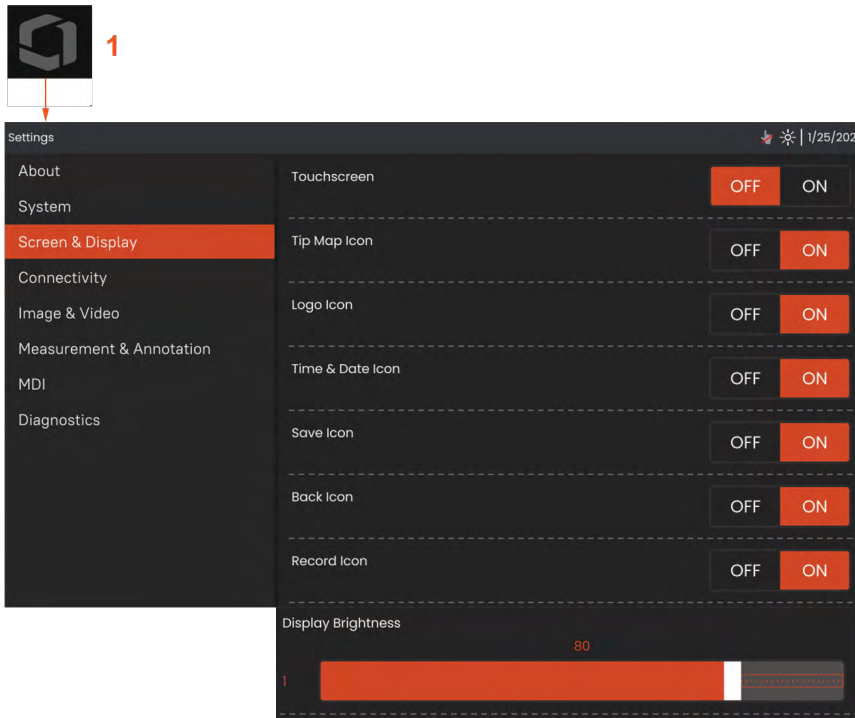 1
Settings
1/25/202
About
System
Screen & Display
Connectivity
Image & Video
Measurement & Annotation
MDI
Diagnostics
Touchscreen OFF ON
Tip Map Icon OFF ON
Logo Icon OFF ON
Time & Date Icon OFF ON
Save Icon OFF ON
Back Icon OFF ON
Record Icon OFF ON
Display Brightness
80
1